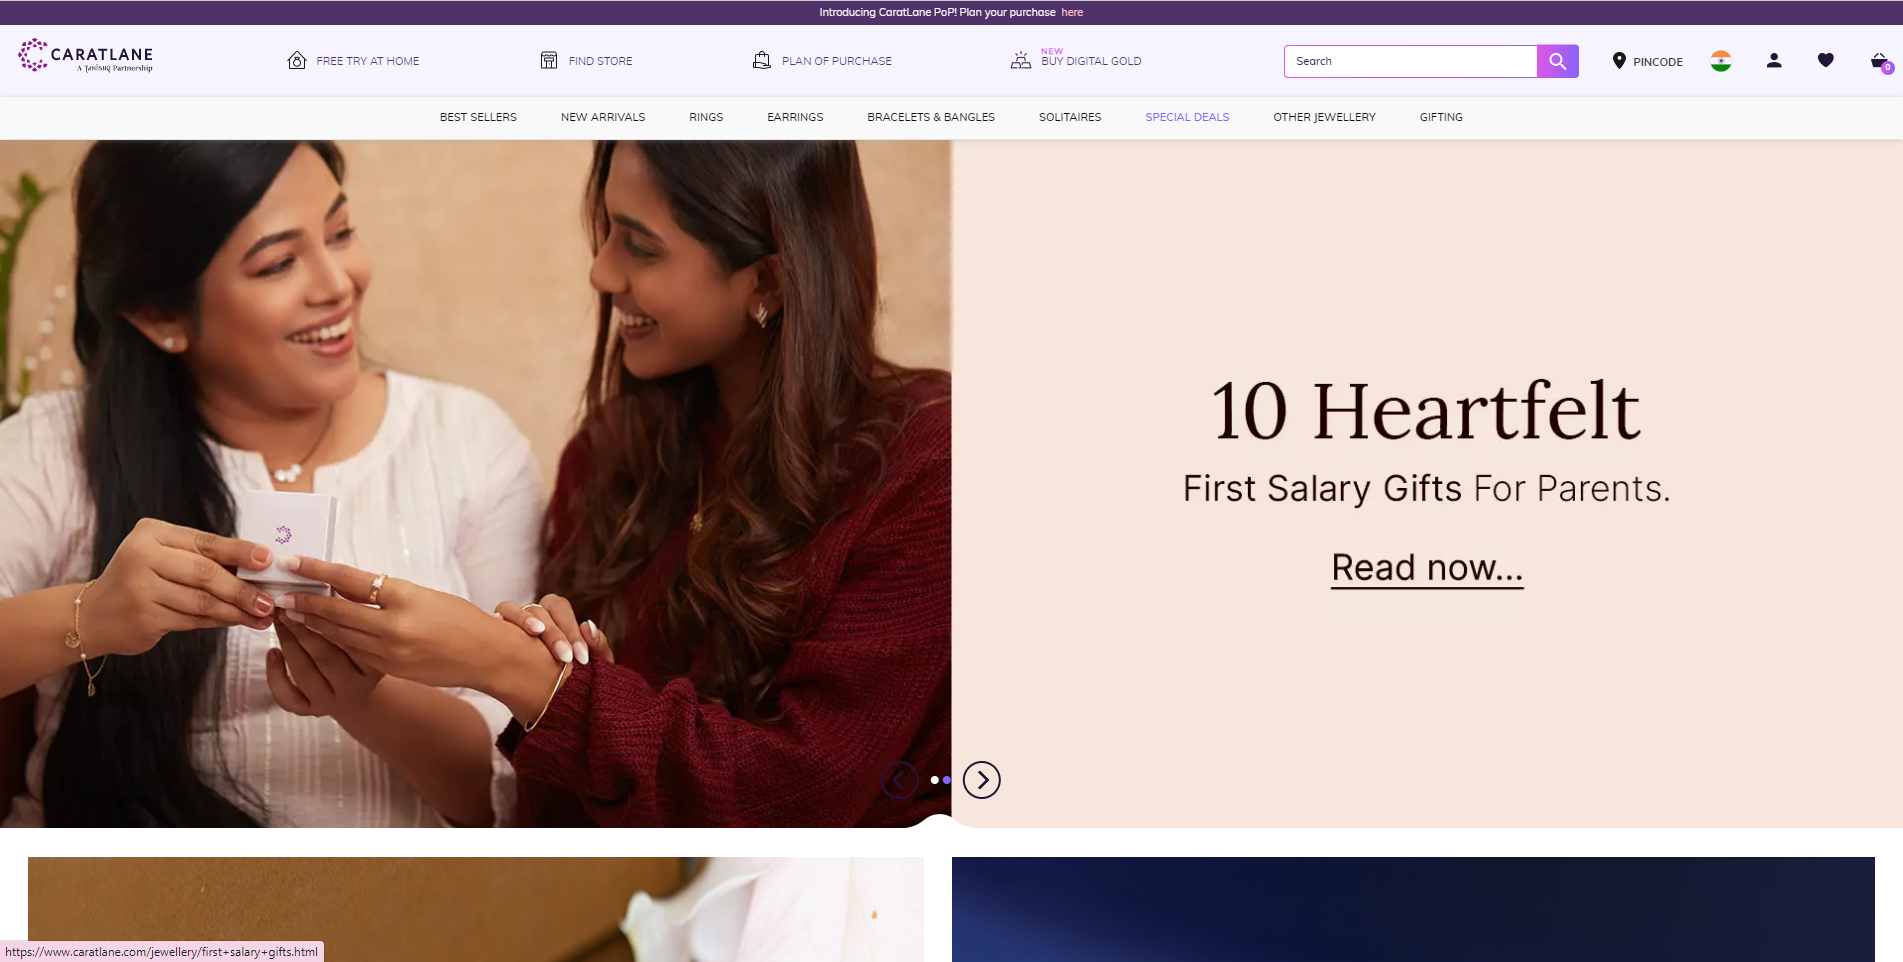 Introducing CaratLane PoP! Plan your purchase here
CARATLANE
A TANISHQ Partnership
FREE TRY AT HOME
FIND STORE
PLAN OF PURCHASE
NEW
BUY DIGITAL GOLD
Search
PINCODE
0
BEST SELLERS
NEW ARRIVALS
RINGS
EARRINGS
BRACELETS & BANGLES
SOLITAIRES
SPECIAL DEALS
OTHER JEWELLERY
GIFTING
10 Heartfelt
First Salary Gifts For Parents.
Read now...
https://www.caratlane.com/jewellery/first+salary+gifts.html